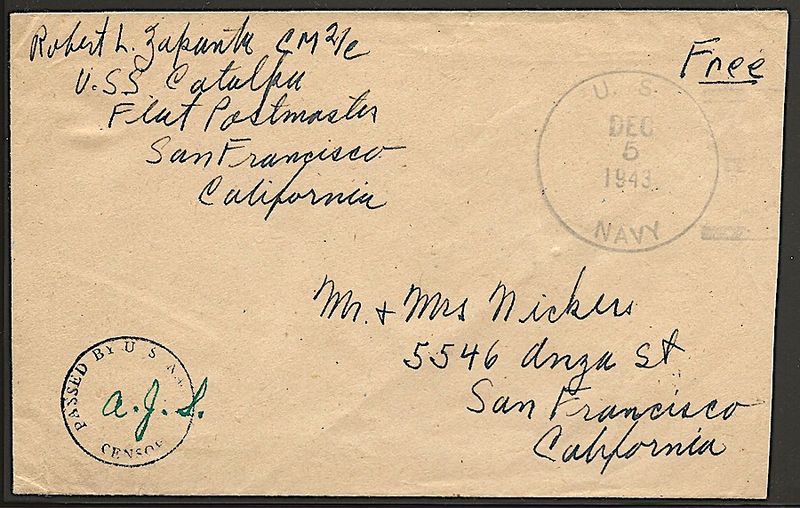 Robert L. Zapanta CM2/c
U.S.S. Catalpa
Fleet Postmaster
San Francisco
California
Free
U. S.
DEC
5
1943
NAVY
Mr. & Mrs Nickers
5546 Anza St
San Francisco
California
PASSED BY U S NA
a. J. S.
CENSOR